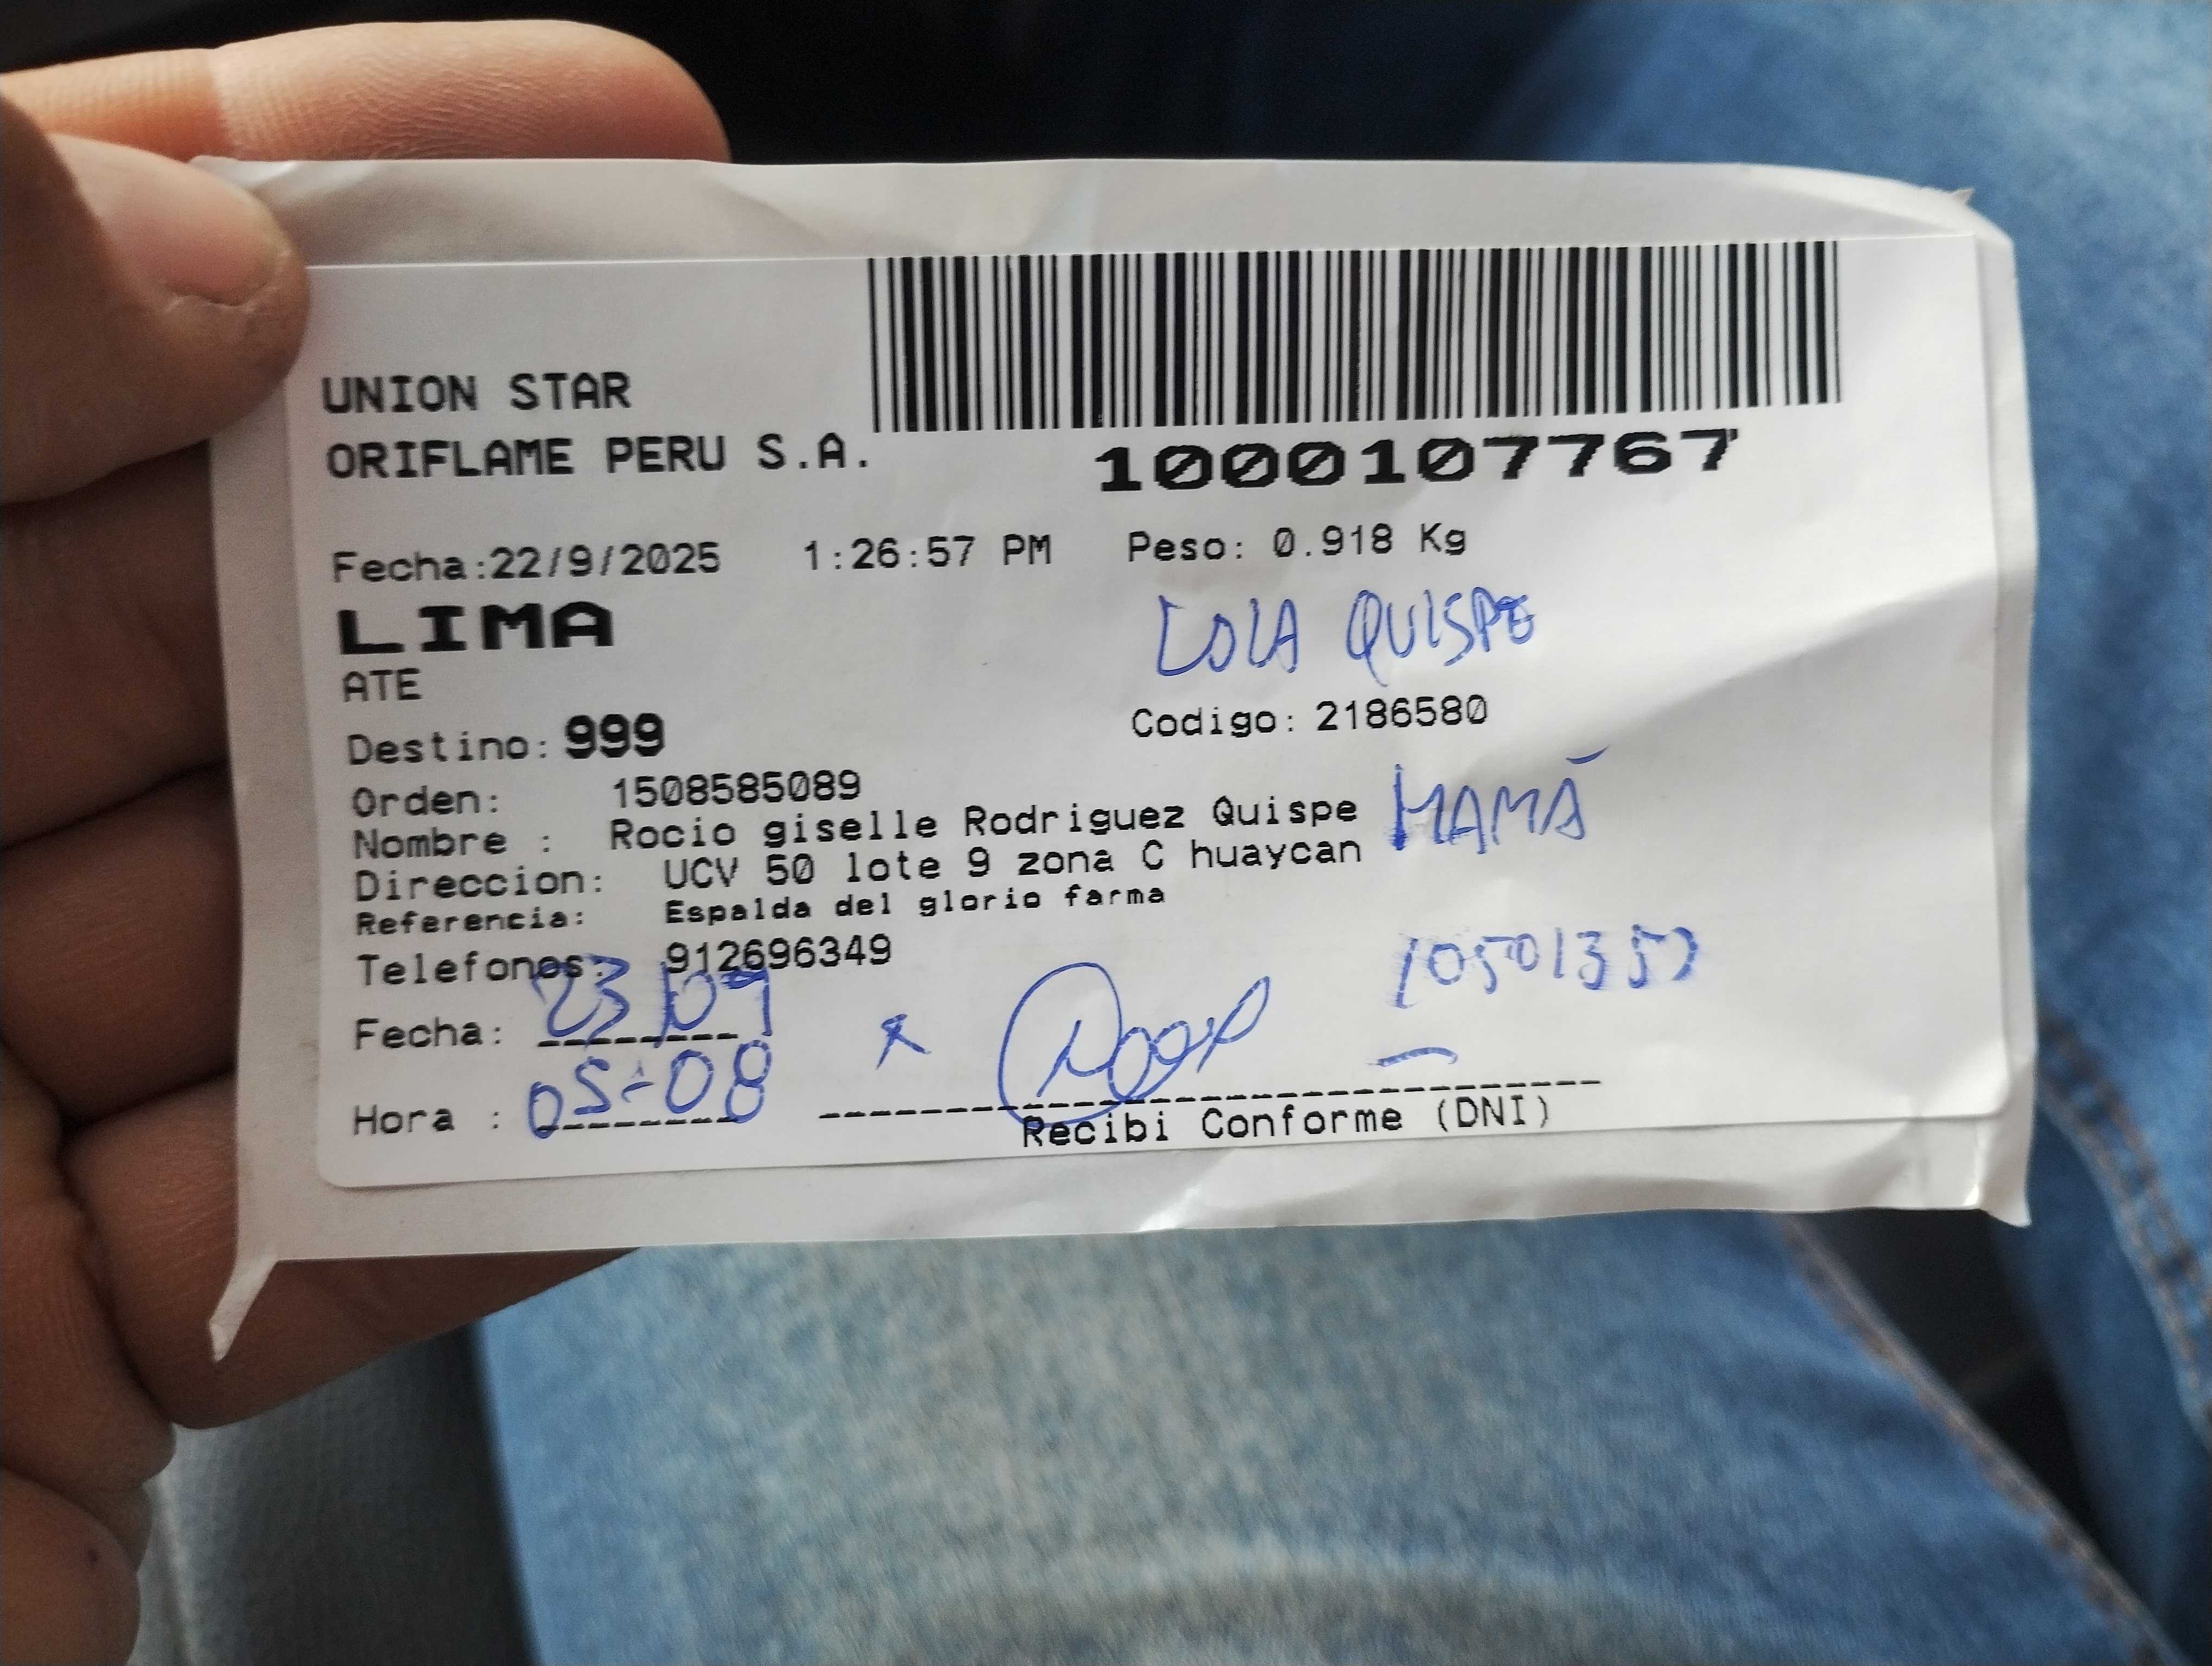 UNION STAR
ORIFLAME PERU S.A.
1000107767
Fecha:22/9/2025 1:26:57 PM Peso: 0.918 Kg
LIMA
LOLA QUISPE
ATE
Destino: 999
Codigo: 2186580
Orden: 1508585089
Nombre : Rocio giselle Rodriguez Quispe
MAMÁ
Direccion: UCV 50 lote 9 zona C huaycan
Referencia: Espalda del glorio farma
Telefonos: 912696349
Fecha: 23/09
Hora : 05:08
Recibi Conforme (DNI)